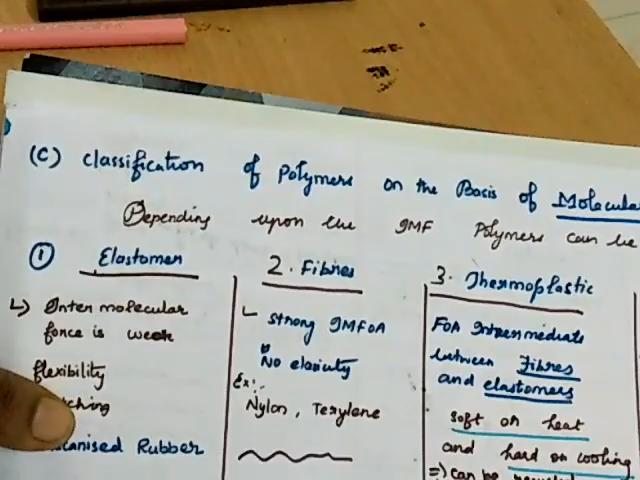 (C) Classification of Polymers on the Basis of Molecula
Depending upon the IMF Polymers can be
① Elastomer
↳ Inter molecular
force is weak
flexibility
tching
canised Rubber
2. Fibres
↳ Strong IMFOA
No elasticity
Ex:-
Nylon, Terylene
3. Thermoplastic
FOA Intermediate
between Fibres
and elastomers
soft on heat
and hard on cooling
⇒ can be